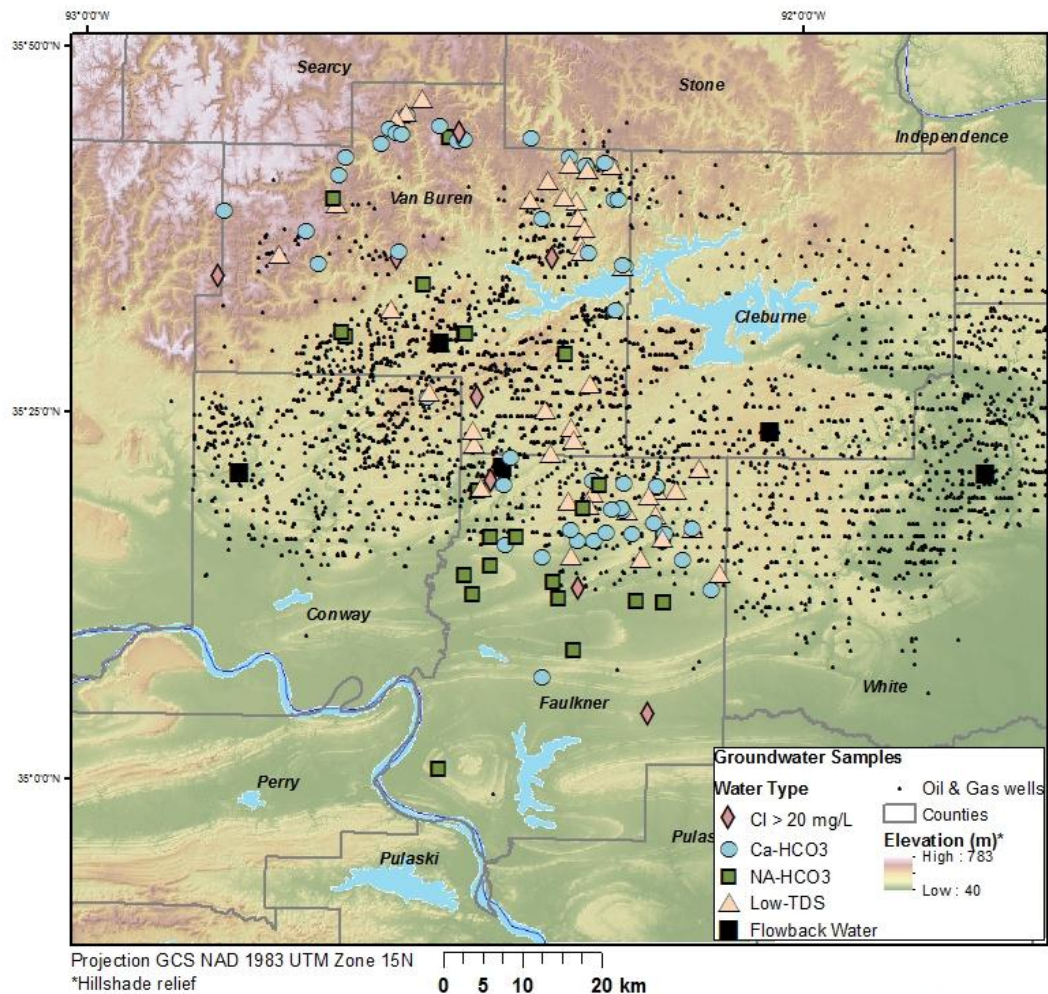 93°0'0"W 92°0'0"W
35°50'0"N
Searcy
Stone
Independence
Van Buren
Cleburne
35°25'0"N
Conway
White
Faulkner
35°0'0"N
Perry
Pulaski
Pulas
Groundwater Samples
Water Type
Cl > 20 mg/L
Ca-HCO3
NA-HCO3
Low-TDS
Flowback Water
Oil & Gas wells
Counties
Elevation (m)*
High : 783
Low : 40
Projection GCS NAD 1983 UTM Zone 15N
*Hillshade relief
0 5 10 20 km